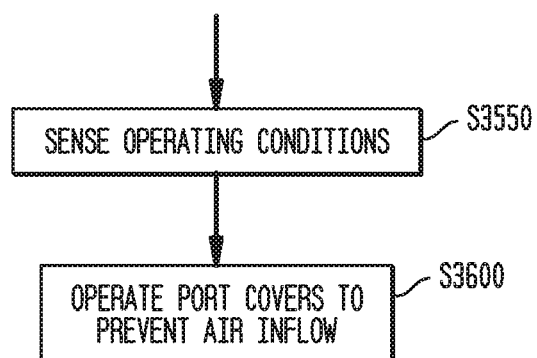 SENSE OPERATING CONDITIONS
S3550
OPERATE PORT COVERS TO
PREVENT AIR INFLOW
S3600